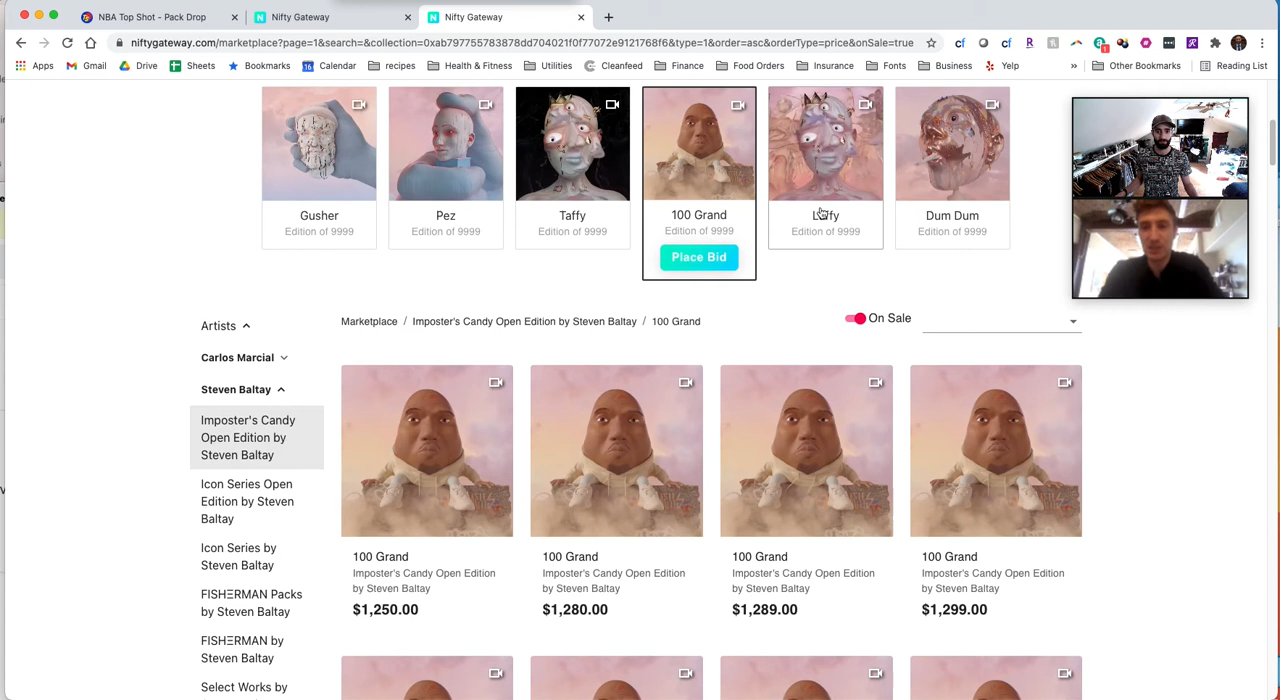 NBA Top Shot - Pack Drop
Nifty Gateway
Nifty Gateway
niftygateway.com/marketplace?page=1&search=&collection=0xab797755783878dd704021f0f77072e9121768f6&type=1&order=asc&orderType=price&onSale=true
Apps Gmail Drive Sheets Bookmarks Calendar recipes Health & Fitness Utilities Cleanfeed Finance Food Orders Insurance Fonts Business Yelp » Other Bookmarks Reading List
Gusher Pez Taffy 100 Grand Laffy Dum Dum
Edition of 9999 Edition of 9999 Edition of 9999 Edition of 9999 Edition of 9999 Edition of 9999
Place Bid
Artists
Marketplace / Imposter's Candy Open Edition by Steven Baltay / 100 Grand
On Sale
Carlos Marcial
Steven Baltay
Imposter's Candy
Open Edition by
Steven Baltay
Icon Series Open
Edition by Steven
Baltay
Icon Series by
Steven Baltay
FISHΞRMAN Packs
by Steven Baltay
FISHΞRMAN by
Steven Baltay
Select Works by
100 Grand
Imposter's Candy Open Edition
by Steven Baltay
$1,250.00
100 Grand
Imposter's Candy Open Edition
by Steven Baltay
$1,280.00
100 Grand
Imposter's Candy Open Edition
by Steven Baltay
$1,289.00
100 Grand
Imposter's Candy Open Edition
by Steven Baltay
$1,299.00